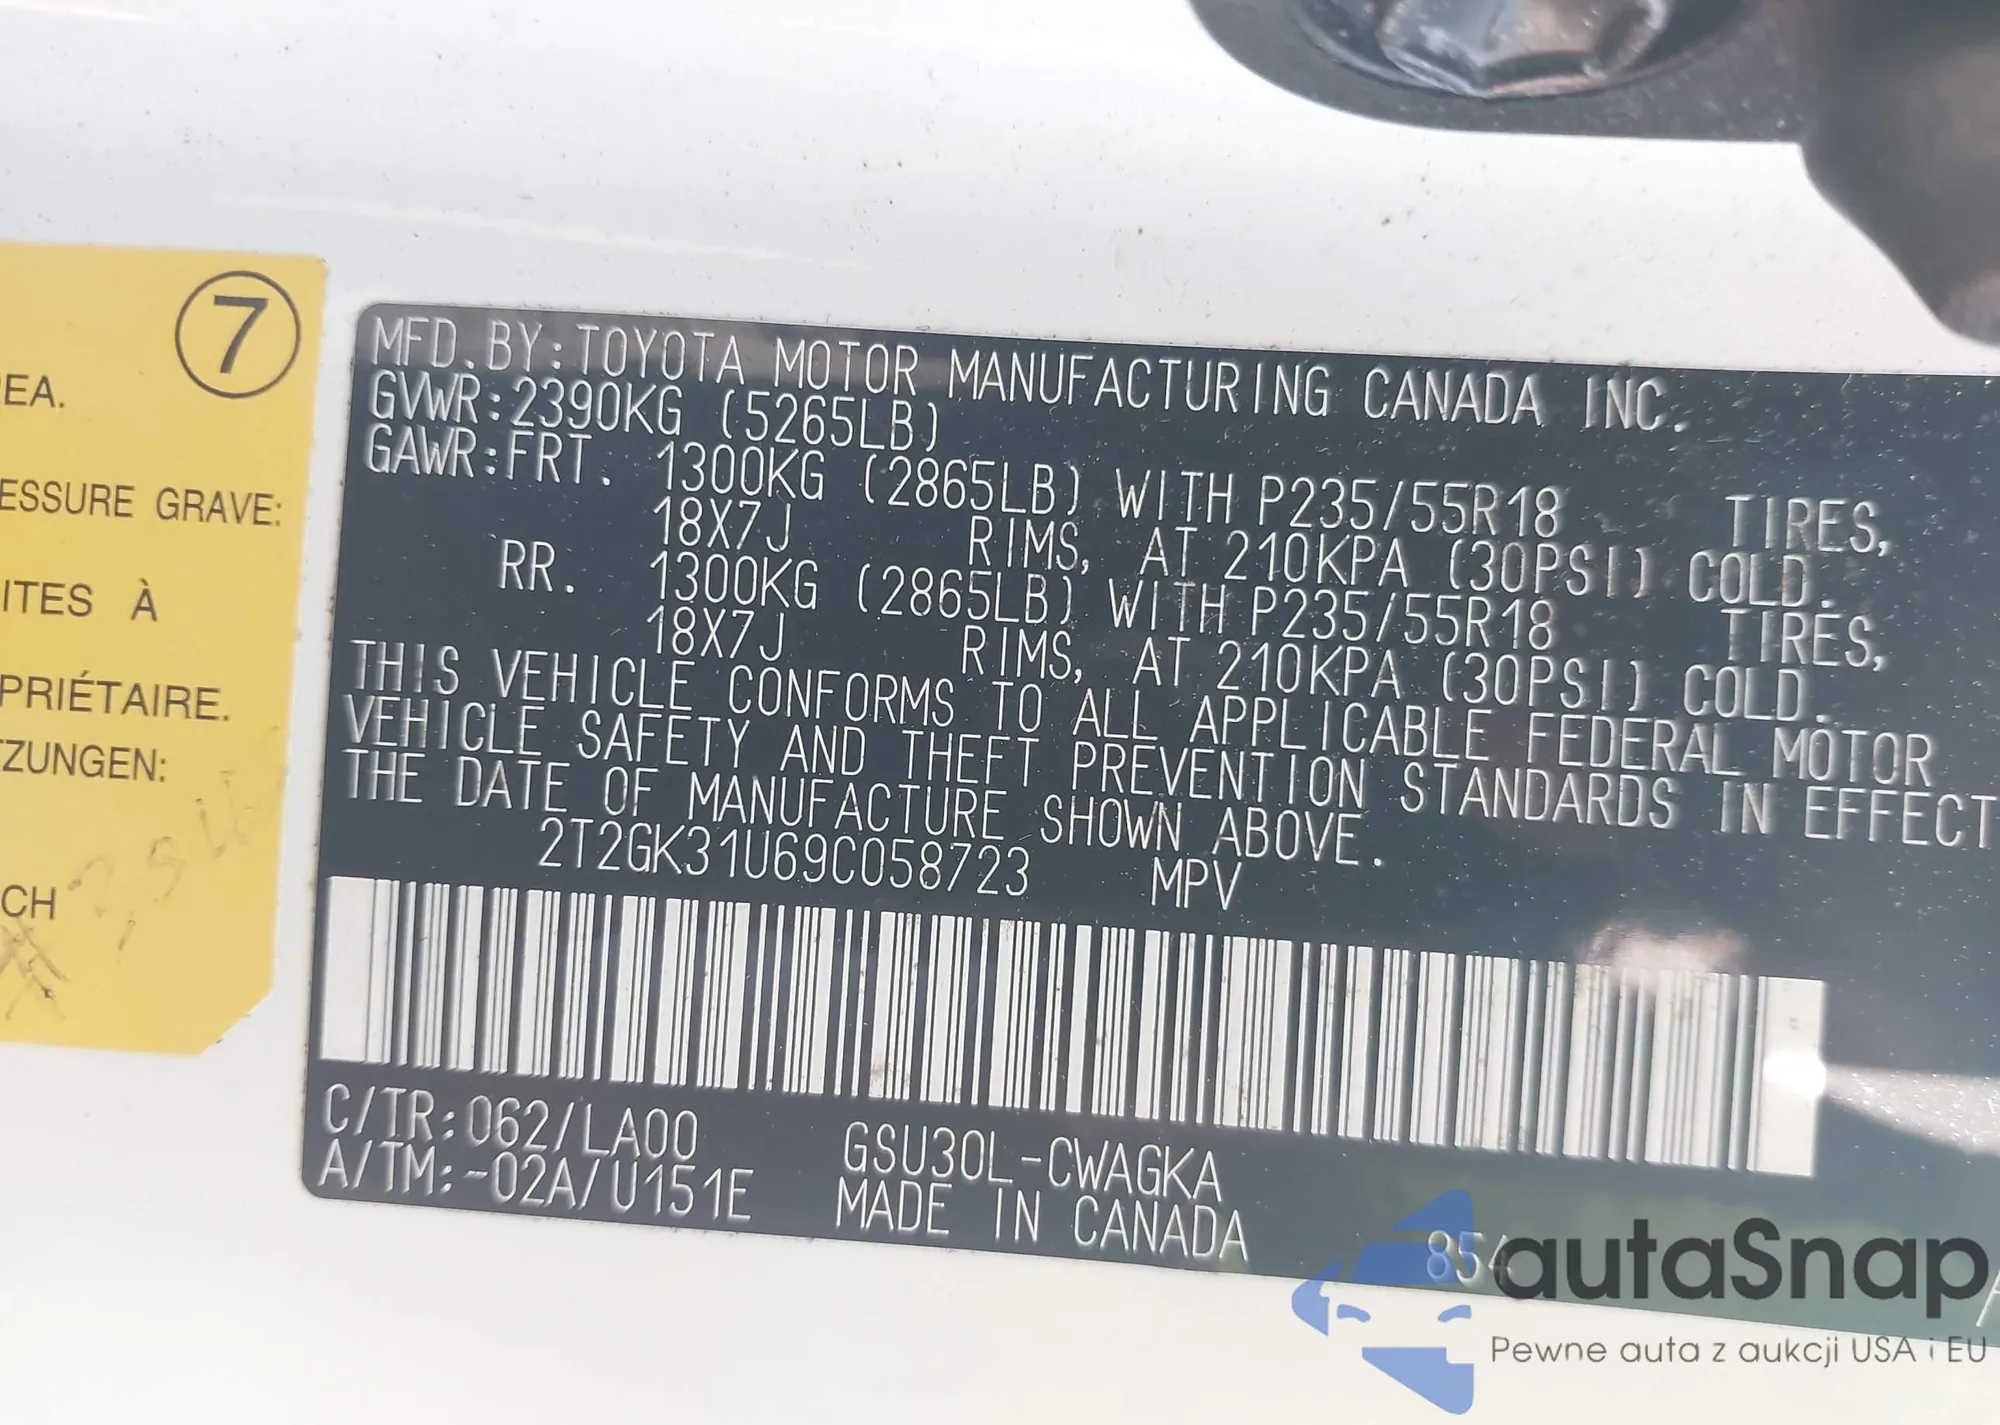 7
EA.
ESSURE GRAVE:
ITES À
PRIÉTAIRE.
TZUNGEN:
CH
MFD. BY: TOYOTA MOTOR MANUFACTURING CANADA INC.
GVWR: 2390KG (5265LB)
GAWR: FRT. 1300KG (2865LB) WITH P235/55R18 TIRES,
18X7J RIMS, AT 210KPA (30PSI) COLD.
RR. 1300KG (2865LB) WITH P235/55R18 TIRES,
18X7J RIMS, AT 210KPA (30PSI) COLD.
THIS VEHICLE CONFORMS TO ALL APPLICABLE FEDERAL MOTOR
VEHICLE SAFETY AND THEFT PREVENTION STANDARDS IN EFFECT
THE DATE OF MANUFACTURE SHOWN ABOVE.
2T2GK31U69C058723 MPV
C/TR: 062/LA00 GSU30L-CWAGKA
A/TM: -02A/U151E MADE IN CANADA
854
autaSnap
Pewne auta z aukcji USA i EU